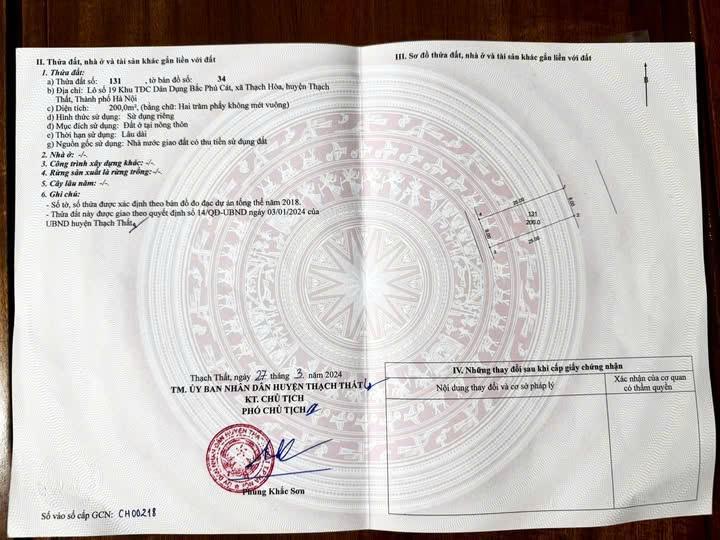 II. Thửa đất, nhà ở và tài sản khác gắn liền với đất
1. Thửa đất:
a) Thửa đất số: 131 , tờ bản đồ số: 34
b) Địa chỉ: Lô số 19 Khu TĐC Dân Dụng Bắc Phú Cát, xã Thạch Hòa, huyện Thạch
Thất, Thành phố Hà Nội
c) Diện tích: 200,0m², (bằng chữ: Hai trăm phẩy không mét vuông)
d) Hình thức sử dụng: Sử dụng riêng
đ) Mục đích sử dụng: Đất ở tại nông thôn
e) Thời hạn sử dụng: Lâu dài
g) Nguồn gốc sử dụng: Nhà nước giao đất có thu tiền sử dụng đất
2. Nhà ở: -/-
3. Công trình xây dựng khác: -/-
4. Rừng sản xuất là rừng trồng: -/-
5. Cây lâu năm: -/-
6. Ghi chú:
- Số tờ, số thửa được xác định theo bản đồ đo đạc dự án tổng thể năm 2018.
- Thửa đất này được giao theo quyết định số 14/QĐ-UBND ngày 03/01/2024 của
UBND huyện Thạch Thất
Thạch Thất, ngày 27 tháng 3 năm 2024
TM. ỦY BAN NHÂN DÂN HUYỆN THẠCH THẤT
KT. CHỦ TỊCH
PHÓ CHỦ TỊCH
Phùng Khắc Sơn
Số vào sổ cấp GCN: CH00218
III. Sơ đồ thửa đất, nhà ở và tài sản khác gắn liền với đất
B
25.00
8.00
131
200.0
8.00
25.00
IV. Những thay đổi sau khi cấp giấy chứng nhận
Nội dung thay đổi và cơ sở pháp lý
Xác nhận của cơ quan
có thẩm quyền